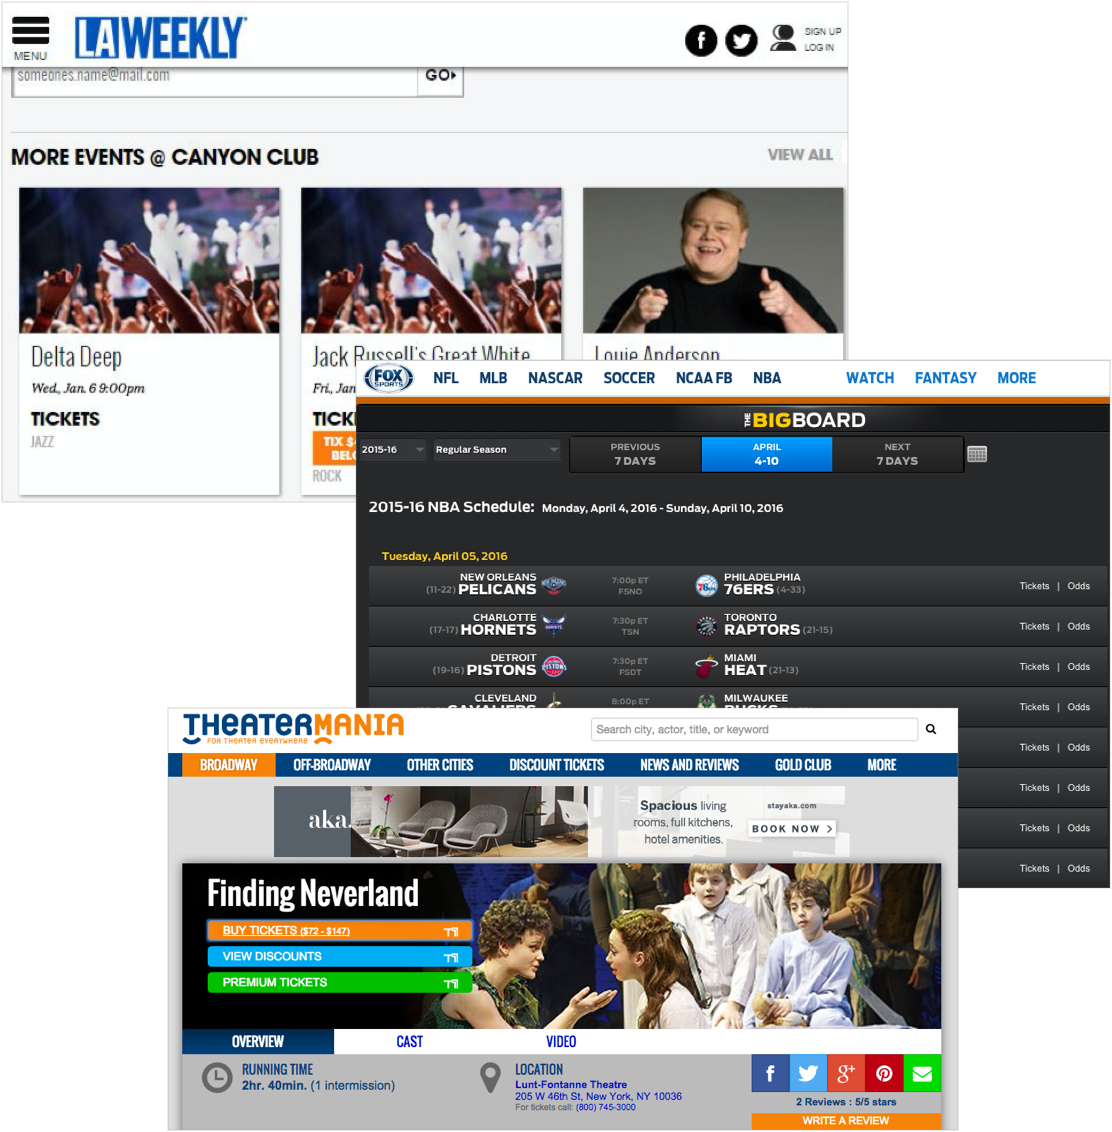 MENU
LA WEEKLY
SIGN UP
LOG IN
someones.name@mail.com
GO
MORE EVENTS @ CANYON CLUB
VIEW ALL
Delta Deep
Wed, Jan. 6 9:00pm
TICKETS
JAZZ
Jack Russell's Great White
Fri., Jan
TIX $
ROCK
Louie Anderson
FOX
SPORTS
NFL MLB NASCAR SOCCER NCAA FB NBA WATCH FANTASY MORE
THE BIGBOARD
2015-16
Regular Season
PREVIOUS
7 DAYS
APRIL
4-10
NEXT
7 DAYS
2015-16 NBA Schedule: Monday, April 4, 2016 - Sunday, April 10, 2016
Tuesday, April 05, 2016
NEW ORLEANS
(11-22) PELICANS
7:00p ET
FSNO
PHILADELPHIA
76ERS (4-33)
Tickets | Odds
CHARLOTTE
(17-17) HORNETS
7:30p ET
TSN
TORONTO
RAPTORS (21-15)
Tickets | Odds
DETROIT
(19-16) PISTONS
7:30p ET
FSDT
MIAMI
HEAT (21-13)
Tickets | Odds
CLEVELAND
CAVALIERS
8:00p ET
MILWAUKEE
BUCKS
Tickets | Odds
Tickets | Odds
Tickets | Odds
Tickets | Odds
Tickets | Odds
THEATERMANIA
FOR THEATER EVERYWHERE
Search city, actor, title, or keyword
BROADWAY OFF-BROADWAY OTHER CITIES DISCOUNT TICKETS NEWS AND REVIEWS GOLD CLUB MORE
aka.
Spacious living
rooms, full kitchens,
hotel amenities.
stayaka.com
BOOK NOW >
Finding Neverland
BUY TICKETS ($72 - $147)
VIEW DISCOUNTS
PREMIUM TICKETS
OVERVIEW CAST VIDEO
RUNNING TIME
2hr. 40min. (1 intermission)
LOCATION
Lunt-Fontanne Theatre
205 W 46th St, New York, NY 10036
For tickets call: (800) 745-3000
2 Reviews : 5/5 stars
WRITE A REVIEW